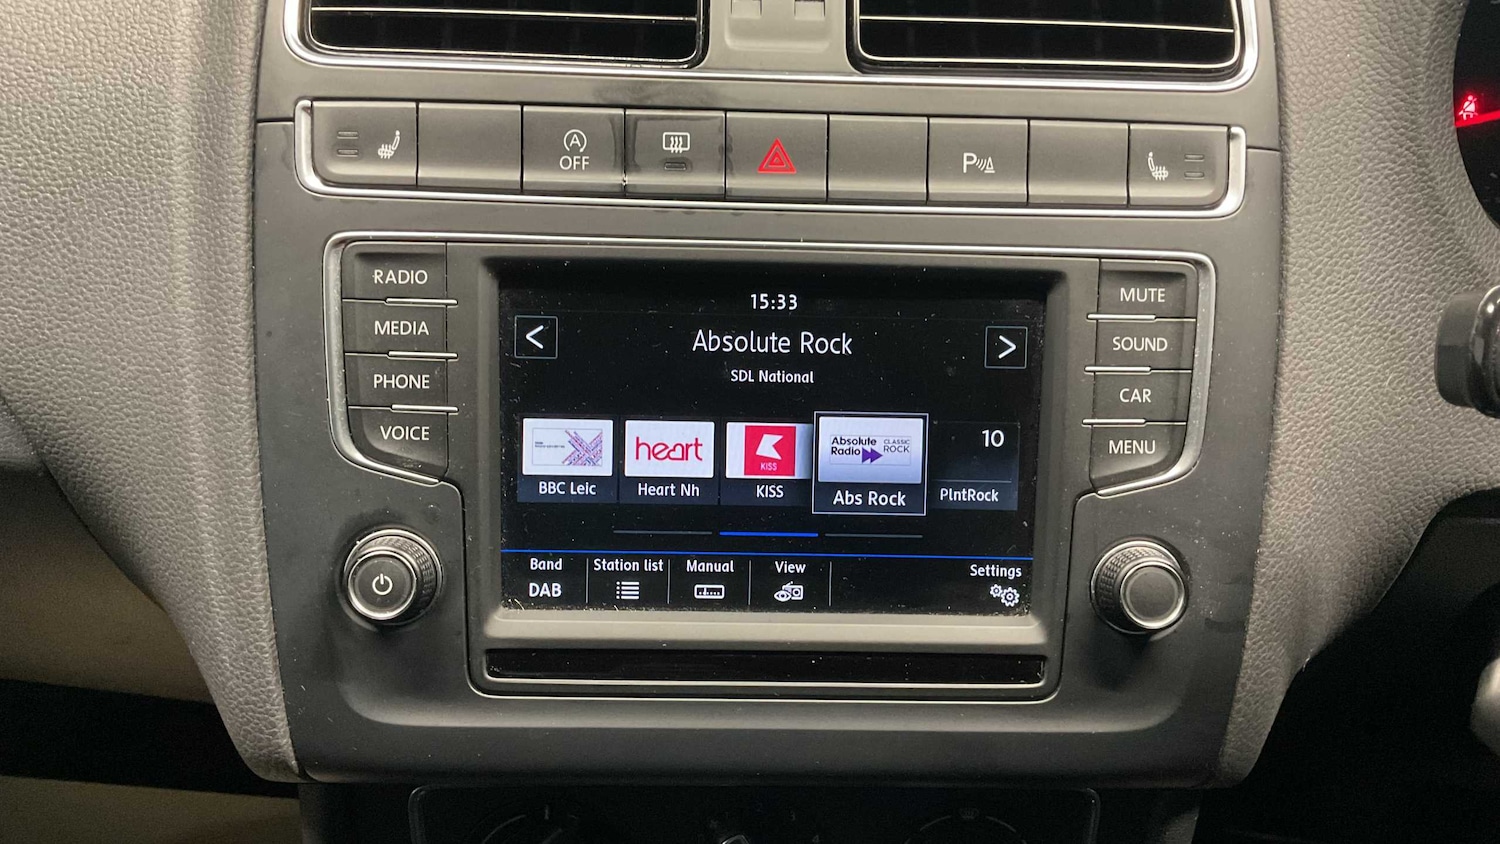 A
OFF
P
RADIO
MEDIA
PHONE
VOICE
15:33
Absolute Rock
SDL National
heart
KISS
Absolute
Radio
CLASSIC
ROCK
10
BBC Leic
Heart Nh
KISS
Abs Rock
PlntRock
Band
DAB
Station list
Manual
View
Settings
MUTE
SOUND
CAR
MENU
3